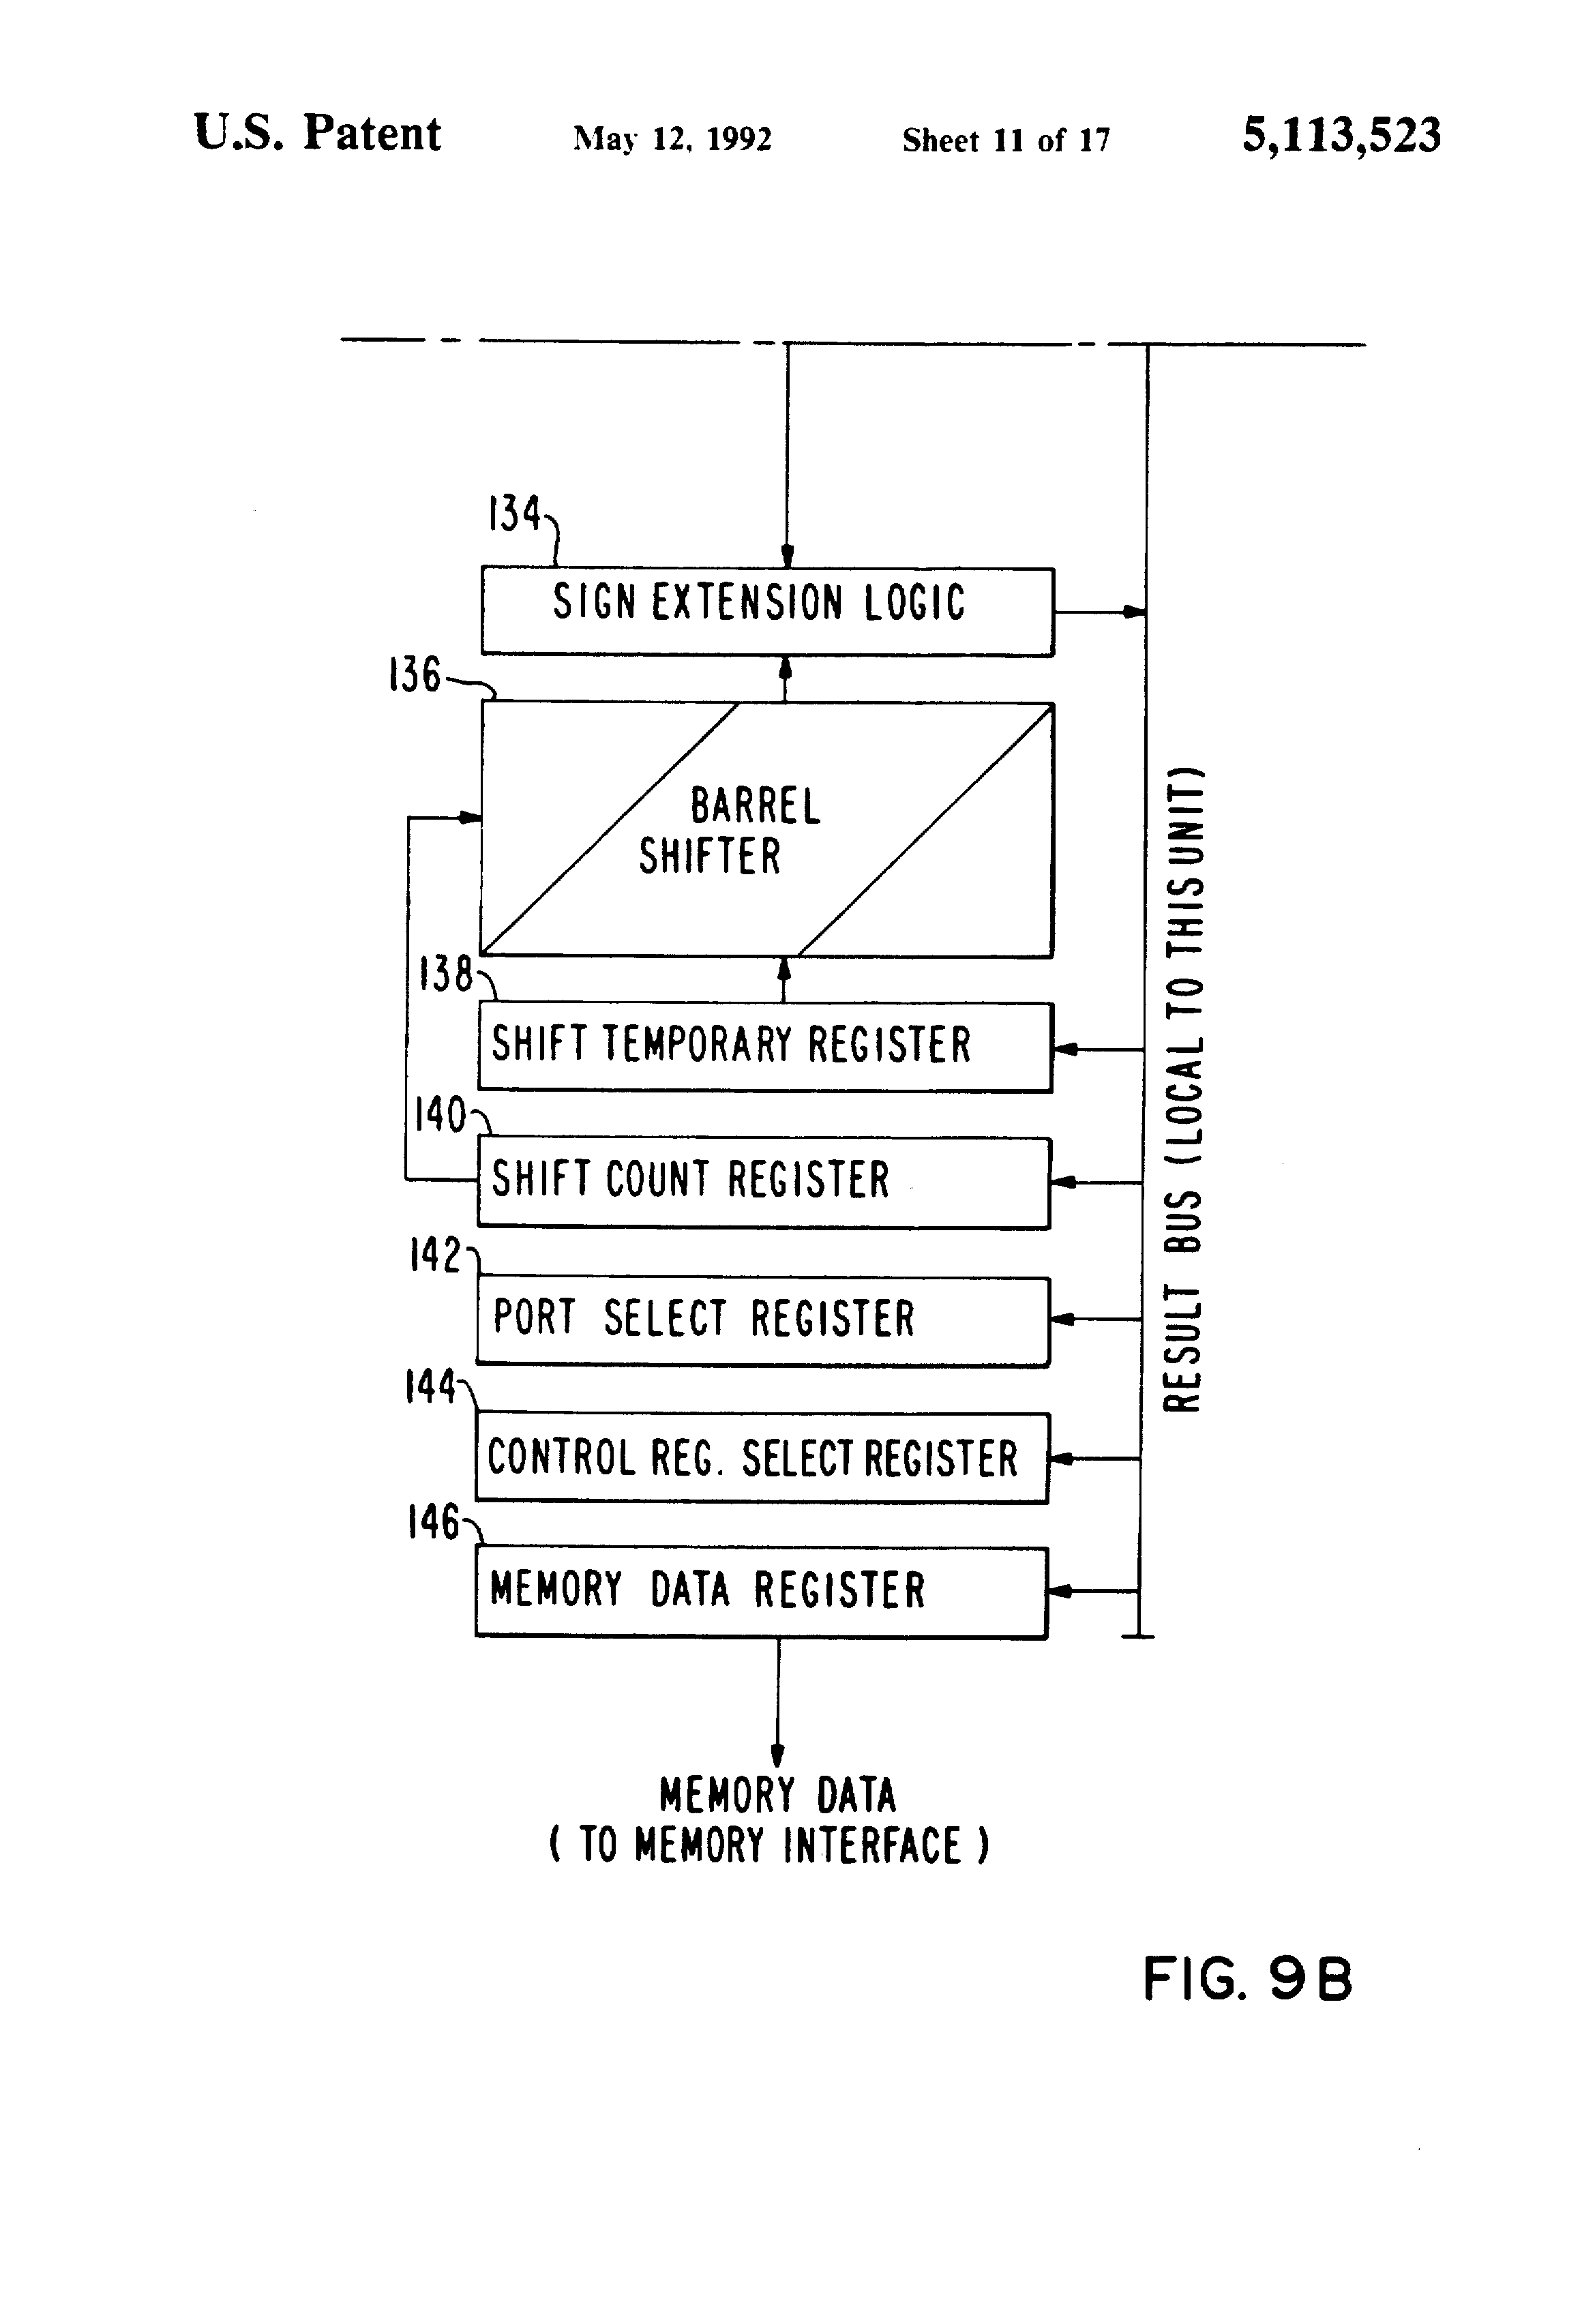 U.S. Patent May 12, 1992 Sheet 11 of 17 5,113,523
134
SIGN EXTENSION LOGIC
136
BARREL
SHIFTER
138
SHIFT TEMPORARY REGISTER
140
SHIFT COUNT REGISTER
142
PORT SELECT REGISTER
144
CONTROL REG. SELECT REGISTER
146
MEMORY DATA REGISTER
RESULT BUS (LOCAL TO THIS UNIT)
MEMORY DATA
( TO MEMORY INTERFACE )
FIG. 9B